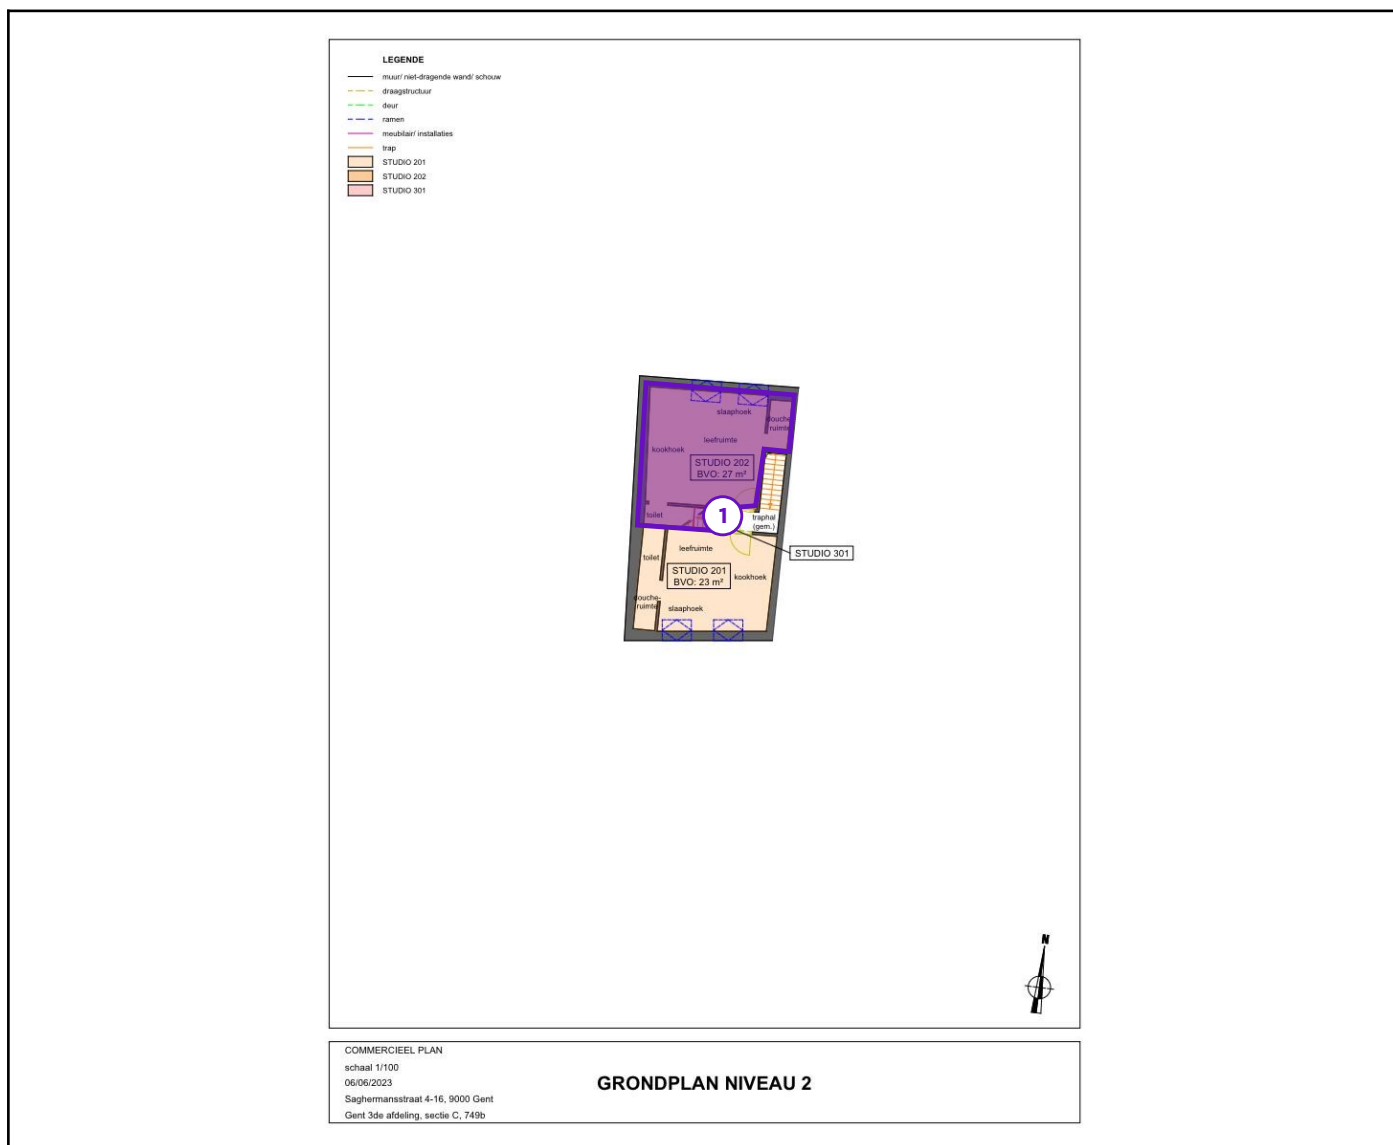 LEGENDE
muur/ niet-dragende wand/ schouw
draagstructuur
deur
ramen
meubilair/ installaties
trap
STUDIO 201
STUDIO 202
STUDIO 301
slaaphoek
douche-
ruimte
leefruimte
kookhoek
STUDIO 202
BVO: 27 m²
toilet
1
traphal
(gem.)
STUDIO 301
leefruimte
toilet
STUDIO 201
BVO: 23 m²
kookhoek
douche-
ruimte
slaaphoek
N
COMMERCIEEL PLAN
schaal 1/100
06/06/2023
Saghermansstraat 4-16, 9000 Gent
Gent 3de afdeling, sectie C, 749b
GRONDPLAN NIVEAU 2